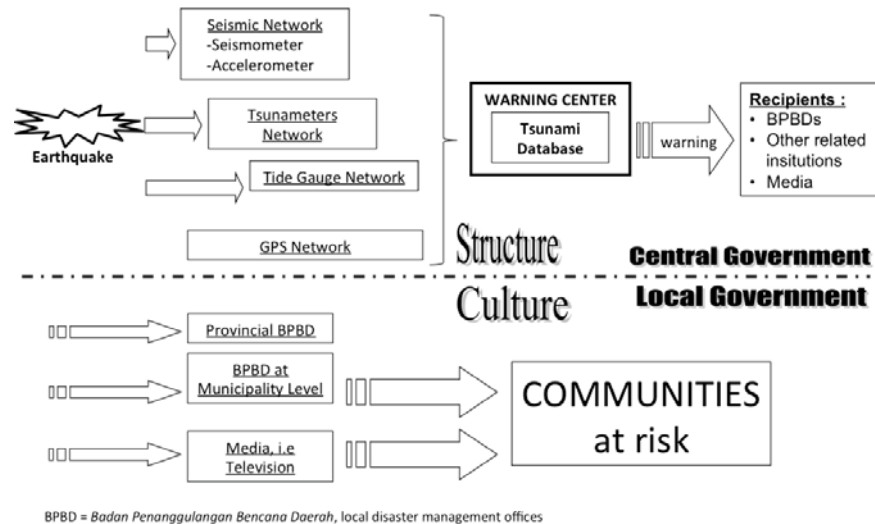 Seismic Network
-Seismometer
-Accelerometer
Earthquake
Tsunameters
Network
Tide Gauge Network
GPS Network
WARNING CENTER
Tsunami
Database
warning
Recipients :
• BPBDs
• Other related
insitutions
• Media
Structure
Central Government
Culture
Local Government
Provincial BPBD
BPBD at
Municipality Level
Media, i.e
Television
COMMUNITIES
at risk
BPBD = Badan Penanggulangan Bencana Daerah, local disaster management offices